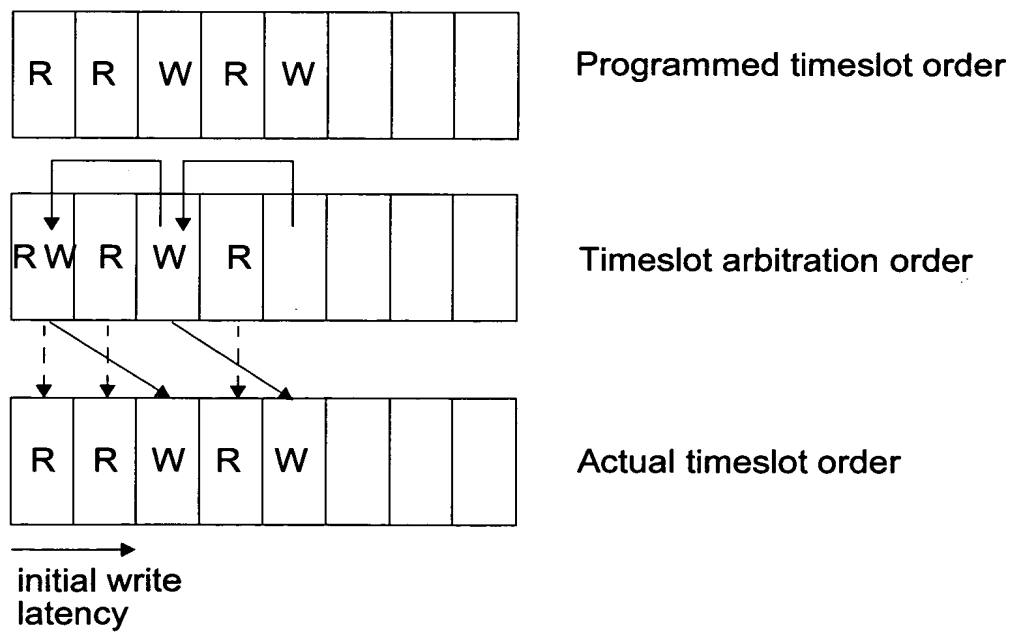 R R W R W Programmed timeslot order
R W R W R Timeslot arbitration order
R R W R W Actual timeslot order
initial write
latency